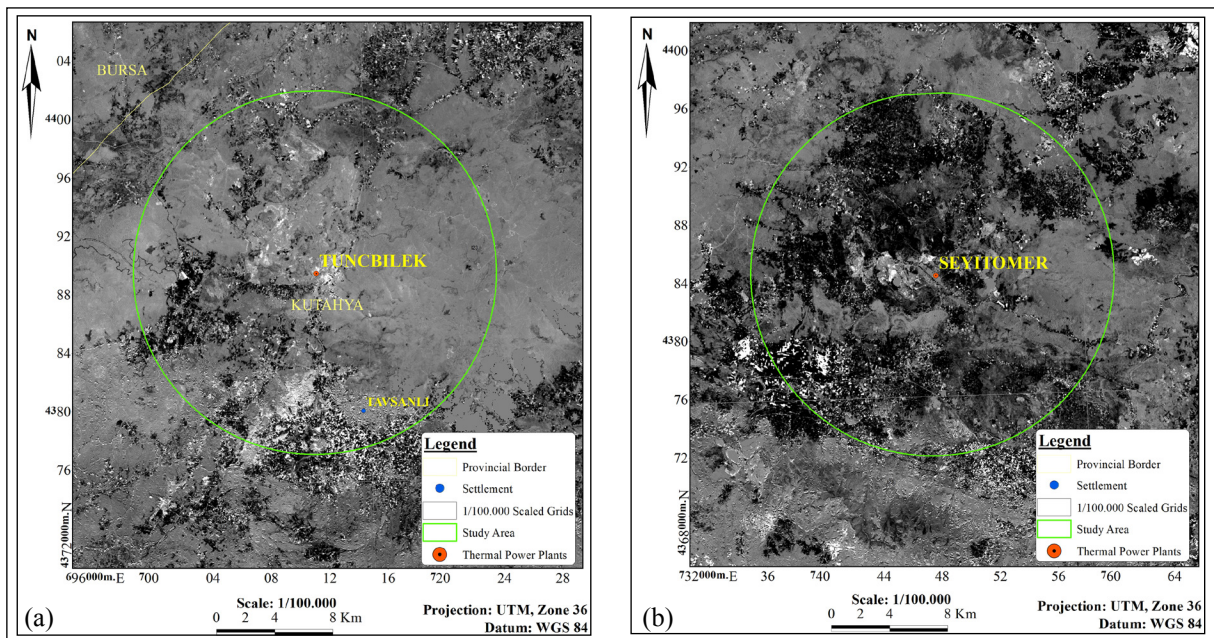 N
04
BURSA
4400
96
92
TUNCBILEK
88
KUTAHYA
84
TAVSANLI
4380
76
4372000m. N
696000m.E 700 04 08 12 16 720 24 28
Legend
Provincial Border
Settlement
1/100.000 Scaled Grids
Study Area
Thermal Power Plants
(a)
Scale: 1/100.000
0 2 4 8 Km
Projection: UTM, Zone 36
Datum: WGS 84
N
4400
96
92
88
SEYITOMER
84
4380
76
72
4368000m. N
732000m.E 36 740 44 48 52 56 760 64
Legend
Provincial Border
Settlement
1/100.000 Scaled Grids
Study Area
Thermal Power Plants
(b)
Scale: 1/100.000
0 2 4 8 Km
Projection: UTM, Zone 36
Datum: WGS 84